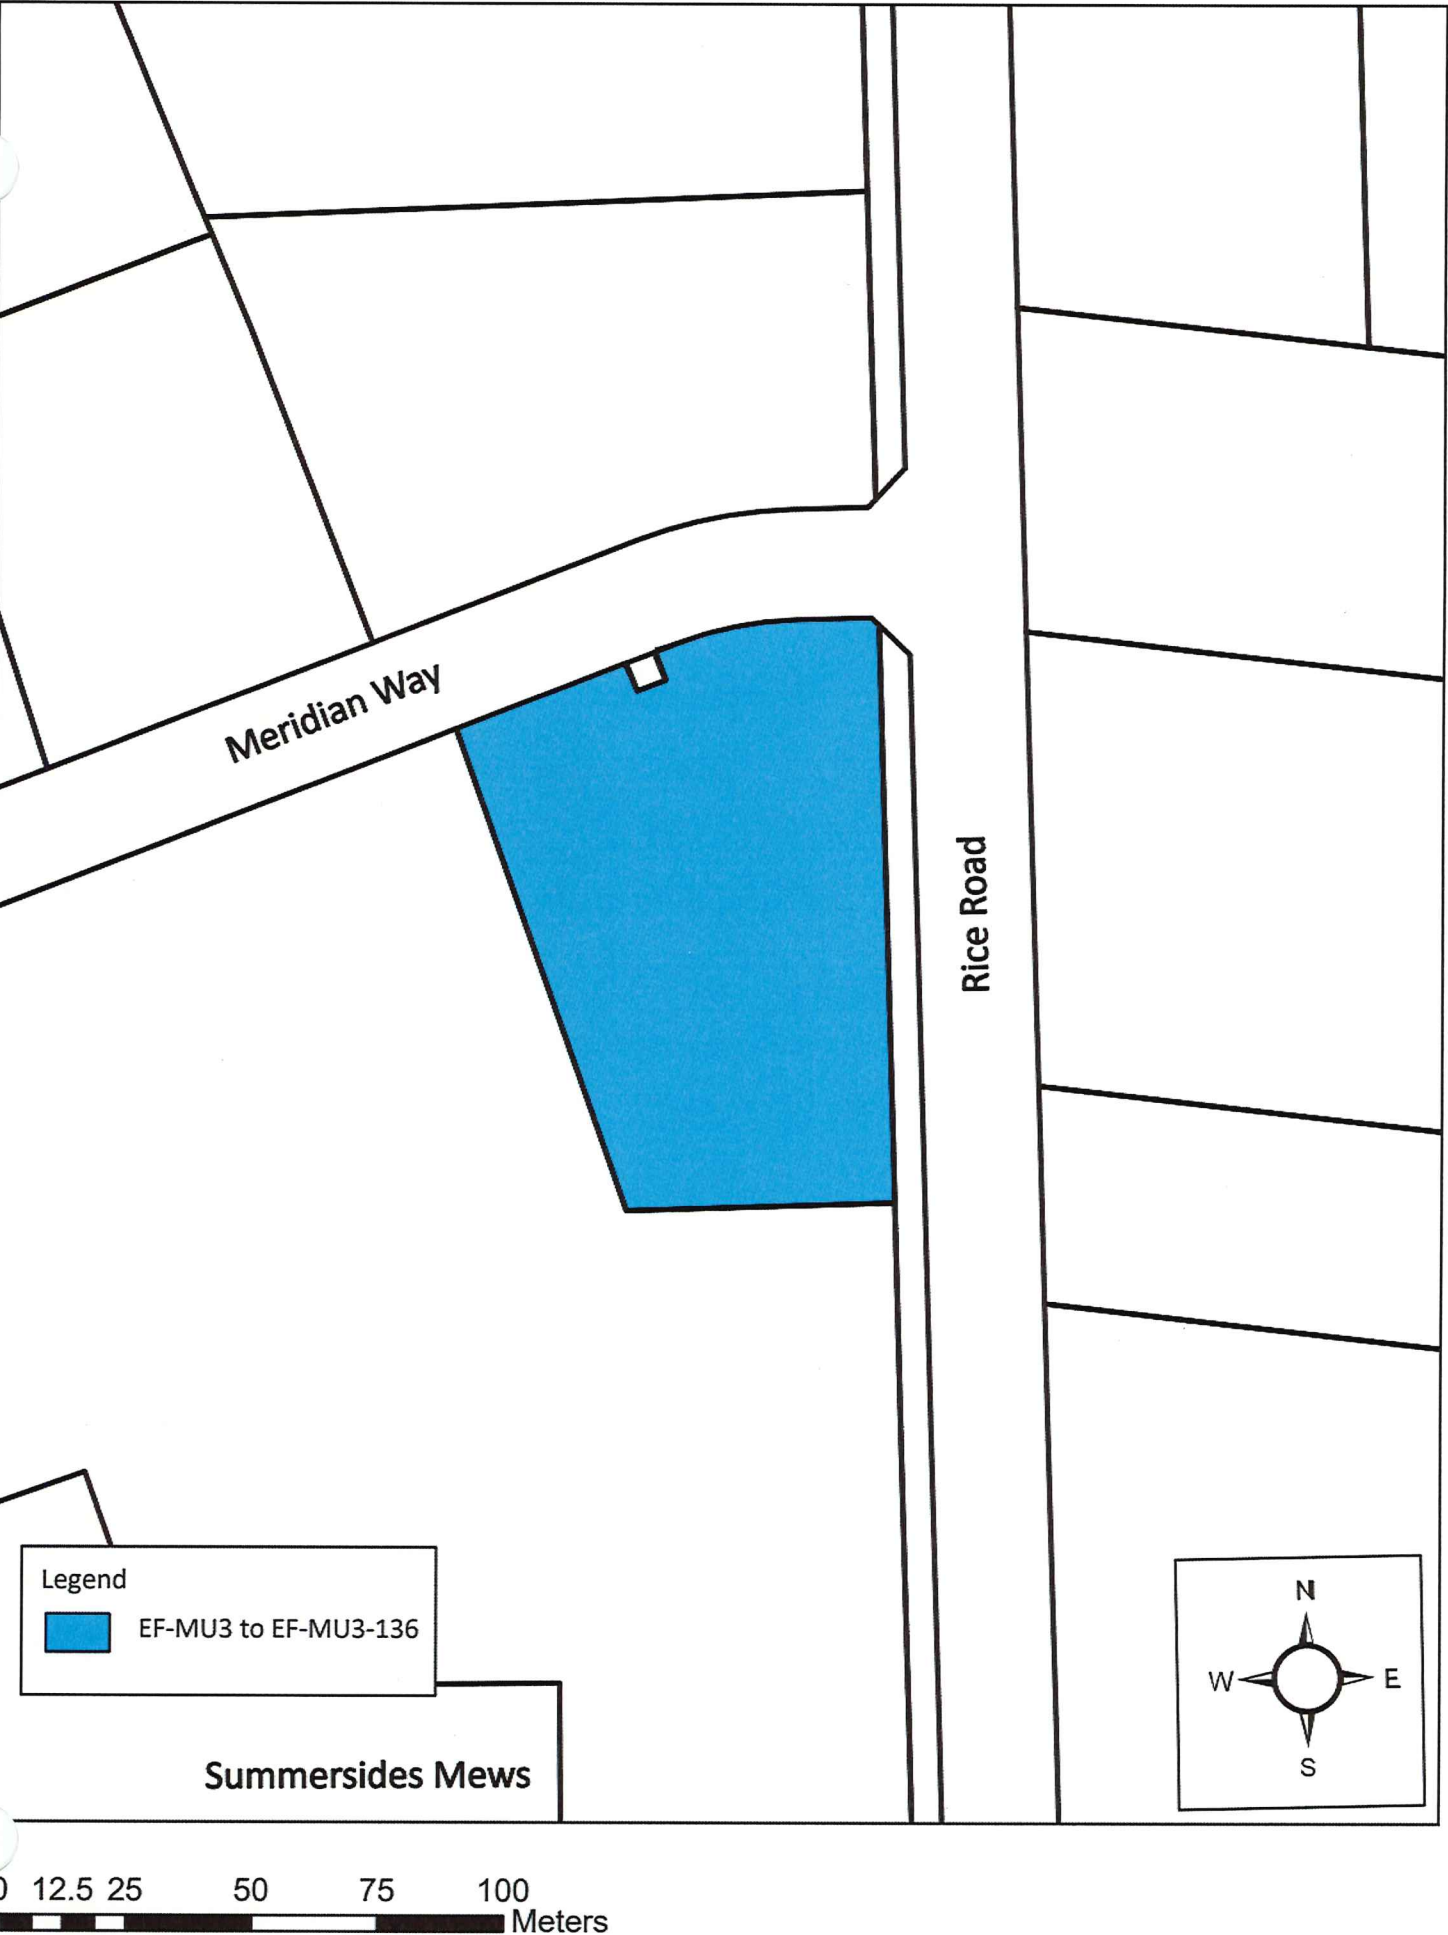 Meridian Way
Rice Road
Legend
EF-MU3 to EF-MU3-136
N
W E
S
Summersides Mews
0 12.5 25 50 75 100
Meters